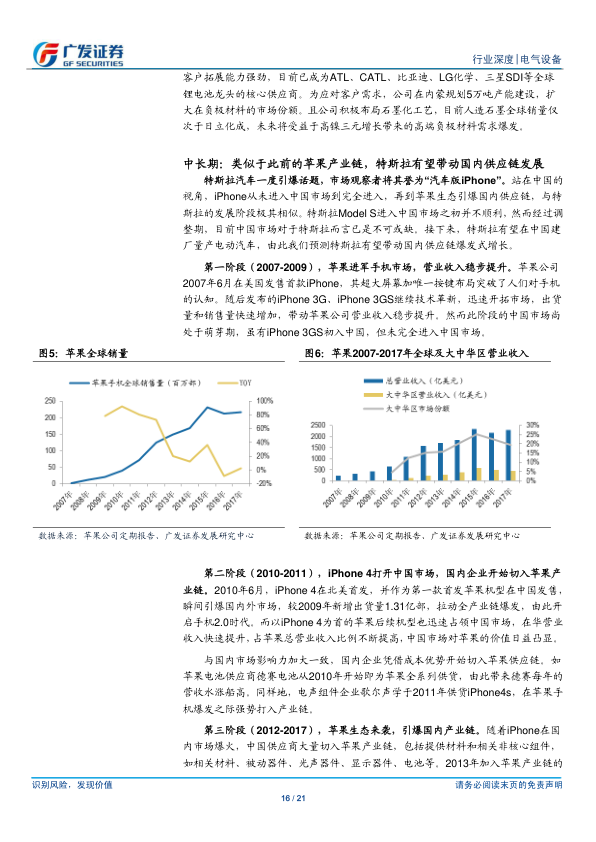 广发证券
GF SECURITIES
行业深度|电气设备
客户拓展能力强劲，目前已成为ATL、CATL、比亚迪、LG化学、三星SDI等全球
锂电池龙头的核心供应商。为应对客户需求，公司在内蒙规划5万吨产能建设，扩
大在负极材料的市场份额。且公司积极布局石墨化工艺，目前人造石墨全球销量仅
次于日立化成，未来将受益于高镍三元增长带来的高端负极材料需求爆发。
中长期：类似于此前的苹果产业链，特斯拉有望带动国内供应链发展
特斯拉汽车一度引爆话题，市场观察者将其誉为“汽车版iPhone”。站在中国的
视角，iPhone从未进入中国市场到完全进入，再到苹果生态引爆国内供应链，与特
斯拉的发展阶段极其相似。特斯拉Model S进入中国市场之初并不顺利，然而经过调
整期，目前中国市场对于特斯拉而言已是不可或缺。接下来，特斯拉有望在中国建
厂量产电动汽车，由此我们预测特斯拉有望带动国内供应链爆发式增长。
第一阶段（2007-2009），苹果进军手机市场，营业收入稳步提升。苹果公司
2007年6月在美国发售首款iPhone，其超大屏幕加唯一按键布局突破了人们对手机
的认知。随后发布的iPhone 3G、iPhone 3GS继续技术革新，迅速开拓市场，出货
量和销售量快速增加，带动苹果公司营业收入稳步提升。然而此阶段的中国市场尚
处于萌芽期，虽有iPhone 3GS初入中国，但未完全进入中国市场。
图5：苹果全球销量
苹果手机全球销售量（百万部） YOY
250 200 150 100 50 0
100% 80% 60% 40% 20% 0% -20%
2007年 2008年 2009年 2010年 2011年 2012年 2013年 2014年 2015年 2016年 2017年
数据来源：苹果公司定期报告、广发证券发展研究中心
图6：苹果2007-2017年全球及大中华区营业收入
总营业收入（亿美元）
大中华区营业收入（亿美元）
大中华区市场份额
2500 2000 1500 1000 500 0
30% 25% 20% 15% 10% 5% 0%
2007年 2008年 2009年 2010年 2011年 2012年 2013年 2014年 2015年 2016年 2017年
数据来源：苹果公司定期报告、广发证券发展研究中心
第二阶段（2010-2011），iPhone 4打开中国市场，国内企业开始切入苹果产
业链。2010年6月，iPhone 4在北美首发，并作为第一款首发苹果机型在中国发售，
瞬间引爆国内外市场，较2009年新增出货量1.31亿部，拉动全产业链爆发，由此开
启手机2.0时代。而以iPhone 4为首的苹果后续机型也迅速占领中国市场，在华营业
收入快速提升，占苹果总营业收入比例不断提高，中国市场对苹果的价值日益凸显。
与国内市场影响力加大一致，国内企业凭借成本优势开始切入苹果供应链。如
苹果电池供应商德赛电池从2010年开始即为苹果全系列供货，由此带来德赛每年的
营收水涨船高。同样地，电声组件企业歌尔声学于2011年供货iPhone4s，在苹果手
机爆发之际强势打入产业链。
第三阶段（2012-2017），苹果生态来袭，引爆国内产业链。随着iPhone在国
内市场爆火，中国供应商大量切入苹果产业链，包括提供材料和相关非核心组件，
如相关材料、被动器件、光声器件、显示器件、电池等。2013年加入苹果产业链的
识别风险，发现价值
请务必阅读末页的免责声明
16 / 21